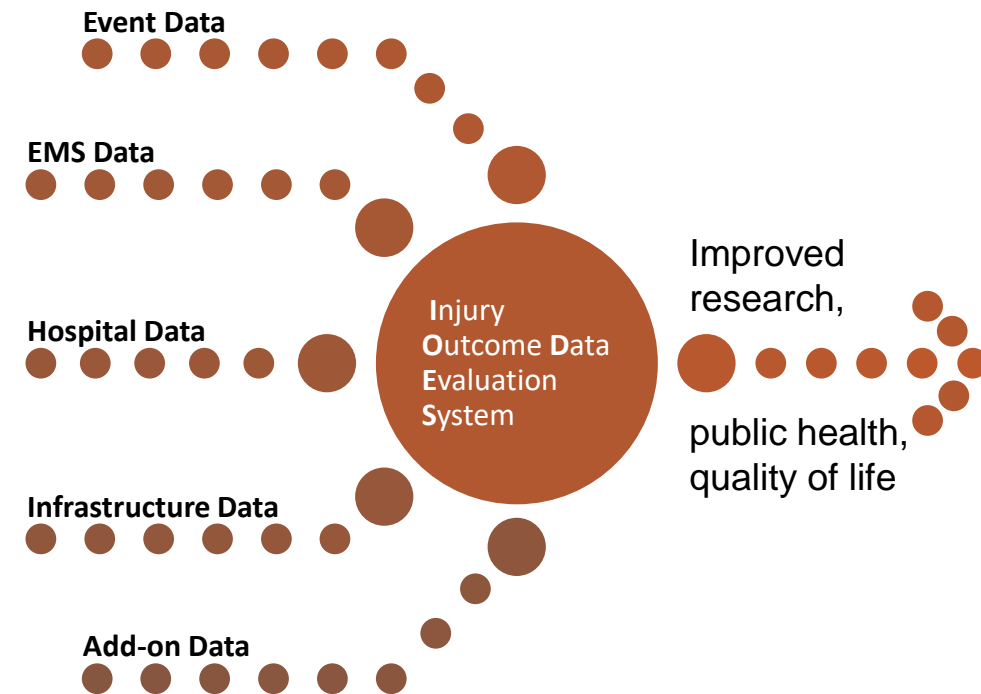 Event Data
EMS Data
Hospital Data
Infrastructure Data
Add-on Data
Injury
Outcome Data
Evaluation
System
Improved
research,
public health,
quality of life